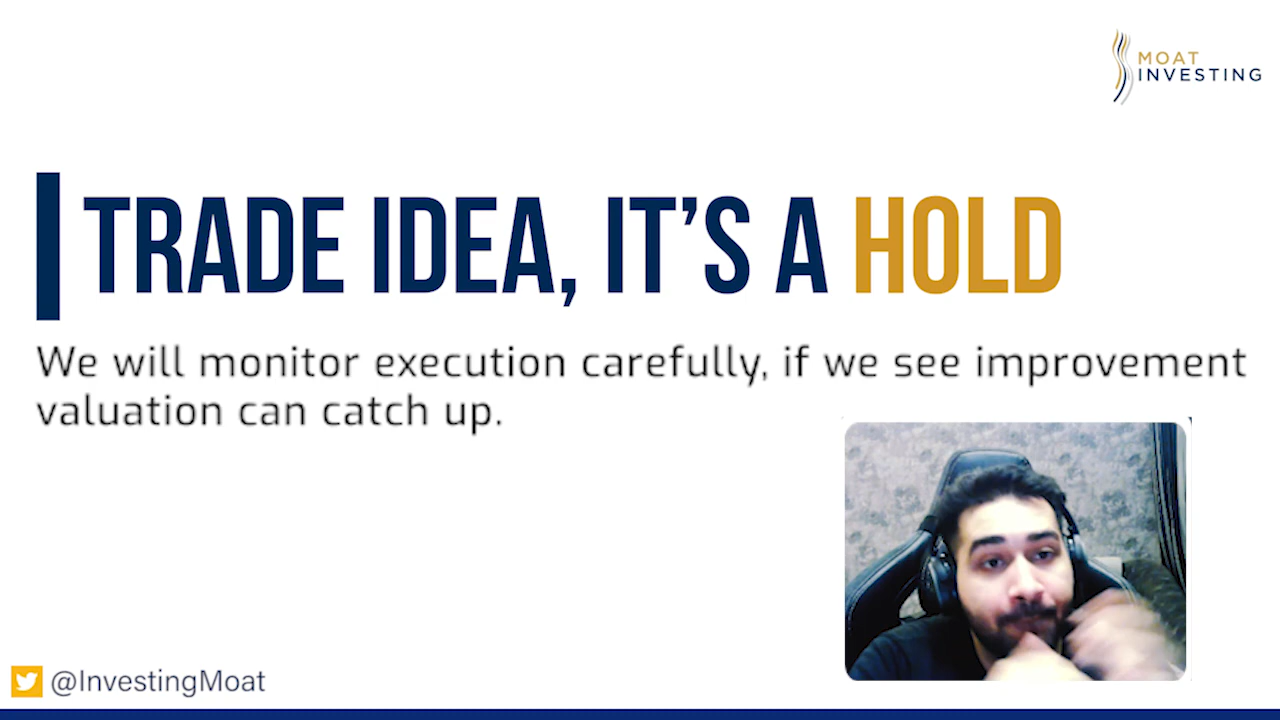 MOAT
INVESTING
TRADE IDEA, IT'S A HOLD
We will monitor execution carefully, if we see improvement
valuation can catch up.
@InvestingMoat